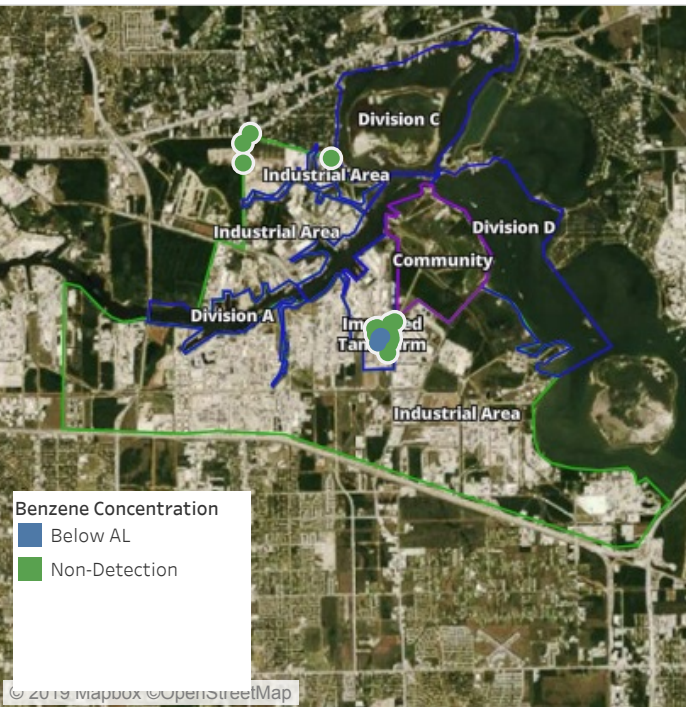 Division C
Industrial Area
Division D
Industrial Area
Community
Division A
Industrial Area
Benzene Concentration
Below AL
Non-Detection
© 2019 Mapbox ©OpenStreetMap